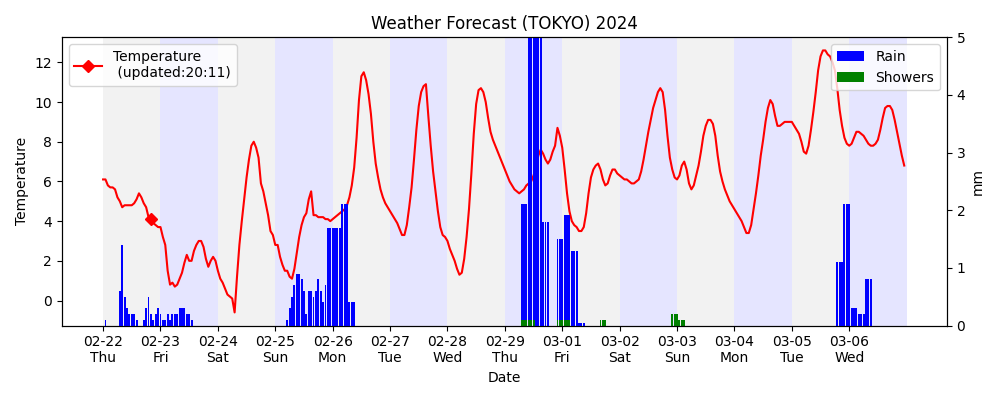 Weather Forecast (TOKYO) 2024
Temperature
(updated:20:11)
Rain
Showers
Temperature
12
10
8
6
4
2
0
5
4
3
2
1
0
mm
02-22 02-23 02-24 02-25 02-26 02-27 02-28 02-29 03-01 03-02 03-03 03-04 03-05 03-06
Thu Fri Sat Sun Mon Tue Wed Thu Fri Sat Sun Mon Tue Wed
Date